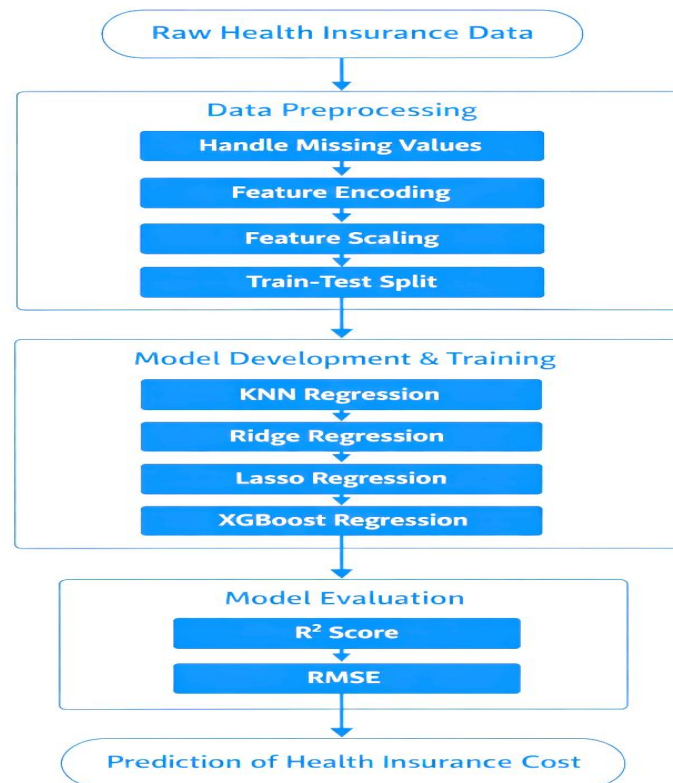 Raw Health Insurance Data
Data Preprocessing
Handle Missing Values
Feature Encoding
Feature Scaling
Train-Test Split
Model Development & Training
KNN Regression
Ridge Regression
Lasso Regression
XGBoost Regression
Model Evaluation
R² Score
RMSE
Prediction of Health Insurance Cost